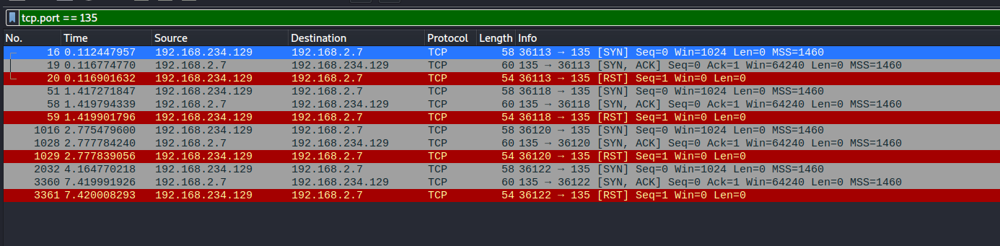 tcp.port == 135
No. Time Source Destination Protocol Length Info
16 0.112447957 192.168.234.129 192.168.2.7 TCP 58 36113 → 135 [SYN] Seq=0 Win=1024 Len=0 MSS=1460
19 0.116774770 192.168.2.7 192.168.234.129 TCP 60 135 → 36113 [SYN, ACK] Seq=0 Ack=1 Win=64240 Len=0 MSS=1460
20 0.116901632 192.168.234.129 192.168.2.7 TCP 54 36113 → 135 [RST] Seq=1 Win=0 Len=0
51 1.417271847 192.168.234.129 192.168.2.7 TCP 58 36118 → 135 [SYN] Seq=0 Win=1024 Len=0 MSS=1460
58 1.419794339 192.168.2.7 192.168.234.129 TCP 60 135 → 36118 [SYN, ACK] Seq=0 Ack=1 Win=64240 Len=0 MSS=1460
59 1.419901796 192.168.234.129 192.168.2.7 TCP 54 36118 → 135 [RST] Seq=1 Win=0 Len=0
1016 2.775479600 192.168.234.129 192.168.2.7 TCP 58 36120 → 135 [SYN] Seq=0 Win=1024 Len=0 MSS=1460
1028 2.777784240 192.168.2.7 192.168.234.129 TCP 60 135 → 36120 [SYN, ACK] Seq=0 Ack=1 Win=64240 Len=0 MSS=1460
1029 2.777839056 192.168.234.129 192.168.2.7 TCP 54 36120 → 135 [RST] Seq=1 Win=0 Len=0
2032 4.164770218 192.168.234.129 192.168.2.7 TCP 58 36122 → 135 [SYN] Seq=0 Win=1024 Len=0 MSS=1460
3360 7.419991926 192.168.2.7 192.168.234.129 TCP 60 135 → 36122 [SYN, ACK] Seq=0 Ack=1 Win=64240 Len=0 MSS=1460
3361 7.420008293 192.168.234.129 192.168.2.7 TCP 54 36122 → 135 [RST] Seq=1 Win=0 Len=0